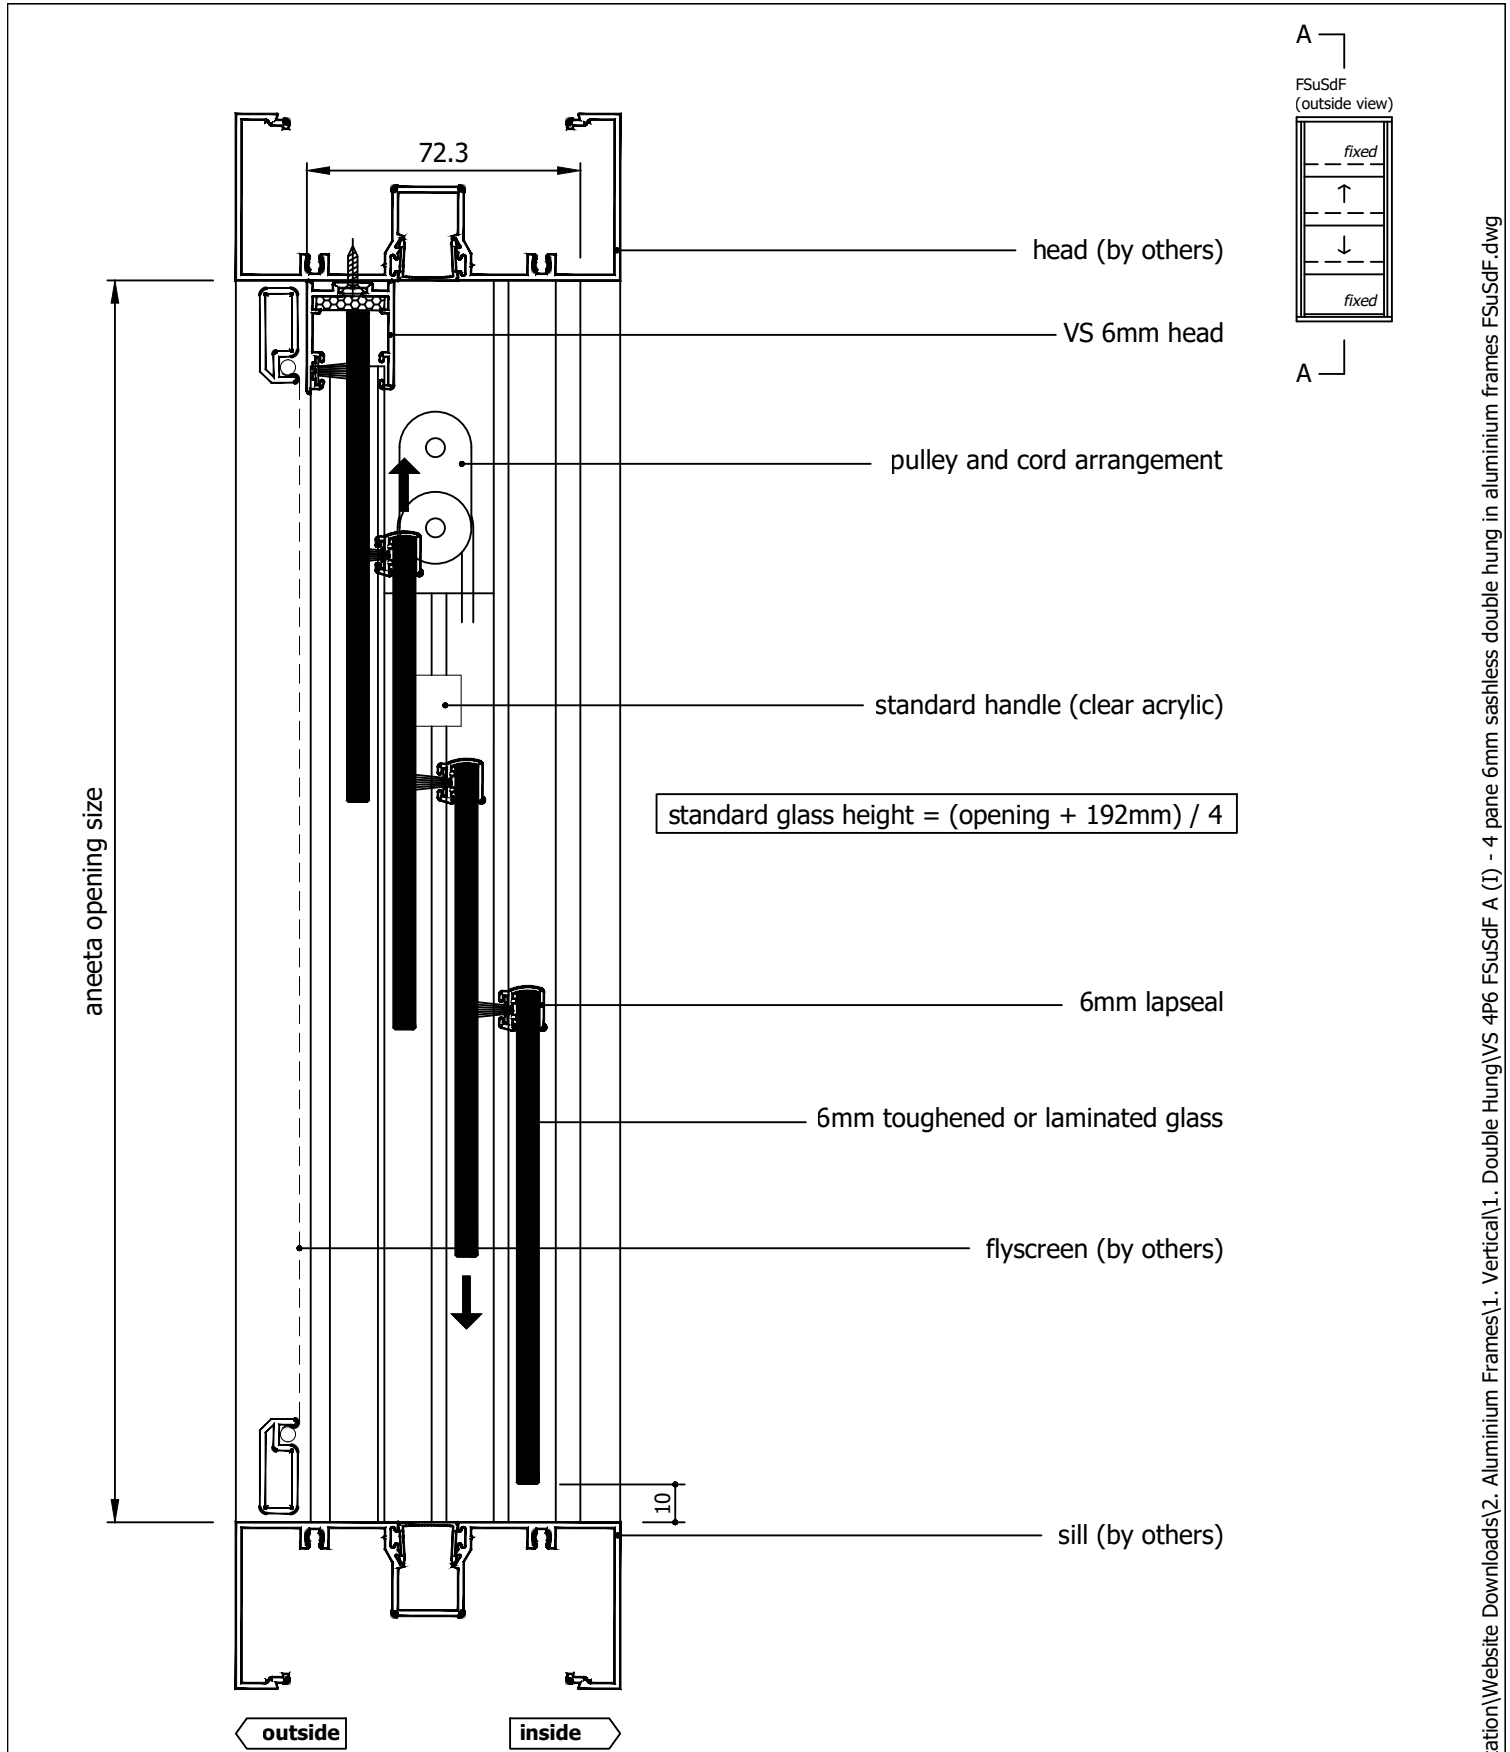 A
FSuSdF
(outside view)
fixed
fixed
A
72.3
head (by others)
VS 6mm head
pulley and cord arrangement
standard handle (clear acrylic)
standard glass height = (opening + 192mm) / 4
aneeta opening size
6mm lapseal
6mm toughened or laminated glass
flyscreen (by others)
10
sill (by others)
outside
inside
ation\Website Downloads\2. Aluminium Frames\1. Vertical\1. Double Hung\VS 4P6 FSuSdF A (I) - 4 pane 6mm sashless double hung in aluminium frames FSuSdF.dwg